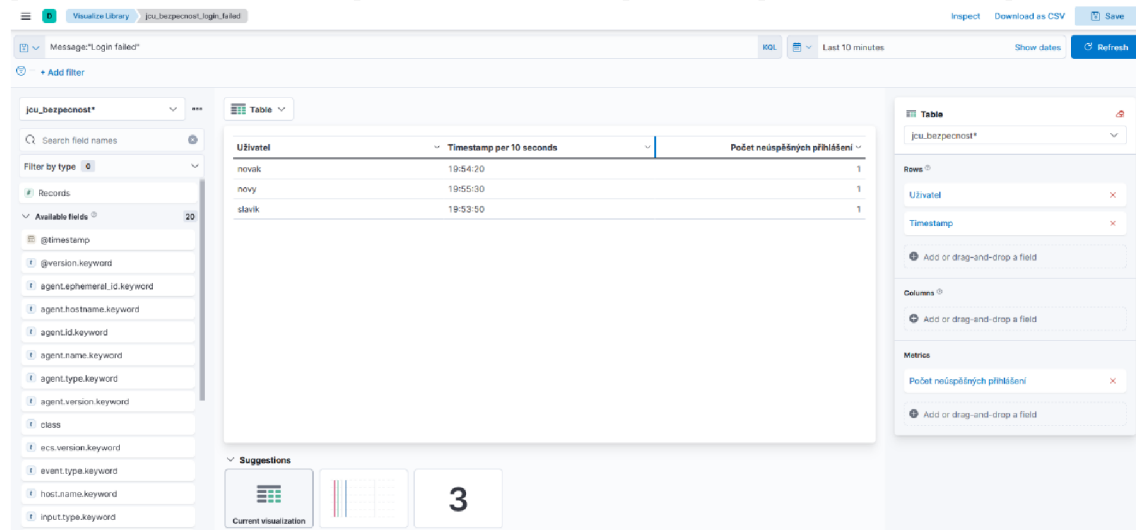 D Visualize Library jcu_bezpecnost_login_failed Inspect Download as CSV Save
Message:"Login failed" KQL Last 10 minutes Show dates Refresh
+ Add filter
jcu_bezpecnost*
Search field names
Filter by type 0
Records
Available fields 20
@timestamp
@version.keyword
agent.ephemeral_id.keyword
agent.hostname.keyword
agent.id.keyword
agent.name.keyword
agent.type.keyword
agent.version.keyword
class
ecs.version.keyword
event.type.keyword
host.name.keyword
input.type.keyword
Table
Uživatel Timestamp per 10 seconds Počet neúspěšných přihlášení
novak 19:54:20 1
novy 19:55:30 1
slavik 19:53:50 1
Suggestions
Current visualization
3
Table
jcu_bezpecnost*
Rows
Uživatel
Timestamp
Add or drag-and-drop a field
Columns
Add or drag-and-drop a field
Metrics
Počet neúspěšných přihlášení
Add or drag-and-drop a field